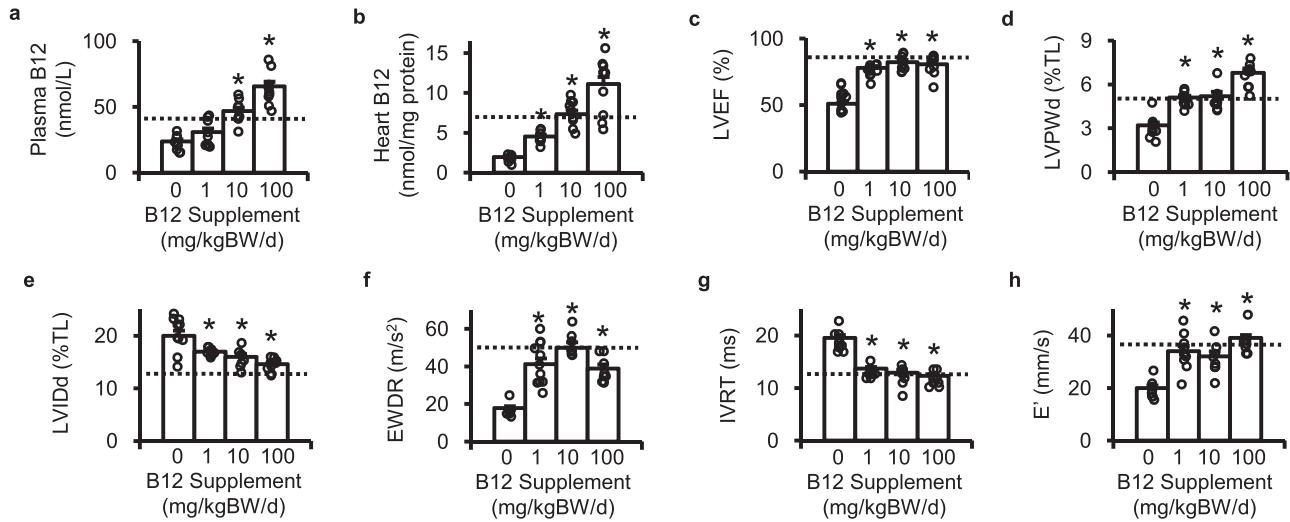 a
Plasma B12
(nmol/L)
100
50
0
*
*
0 1 10 100
B12 Supplement
(mg/kgBW/d)
b
Heart B12
(nmol/mg protein)
15
10
5
0
*
*
*
0 1 10 100
B12 Supplement
(mg/kgBW/d)
c
LVEF (%)
100
50
0
* * *
0 1 10 100
B12 Supplement
(mg/kgBW/d)
d
LVPWd (%TL)
9
6
3
0
* * *
0 1 10 100
B12 Supplement
(mg/kgBW/d)
e
LVIDd (%TL)
20
10
0
* * *
0 1 10 100
B12 Supplement
(mg/kgBW/d)
f
EWDR (m/s²)
60
40
20
0
* * *
0 1 10 100
B12 Supplement
(mg/kgBW/d)
g
IVRT (ms)
20
10
0
* * *
0 1 10 100
B12 Supplement
(mg/kgBW/d)
h
E' (mm/s)
40
20
0
* * *
0 1 10 100
B12 Supplement
(mg/kgBW/d)